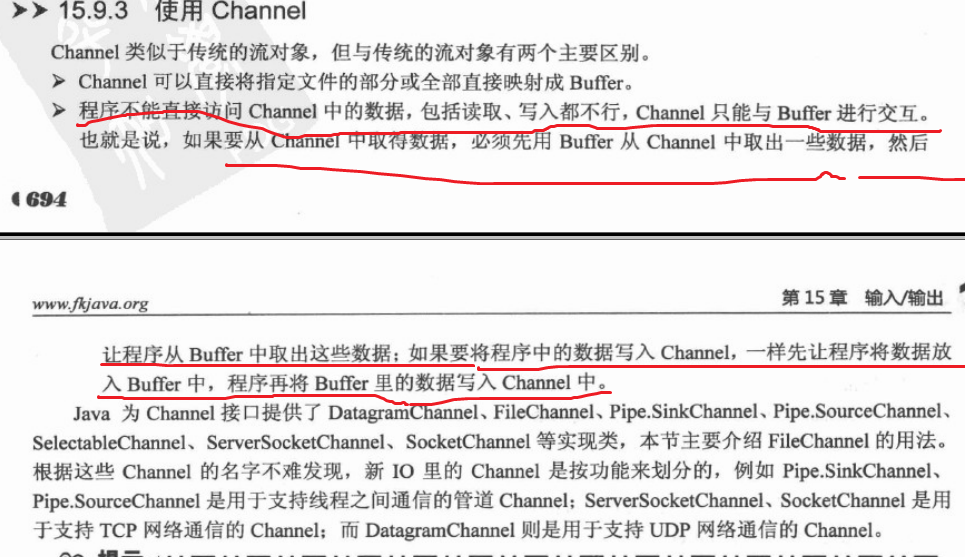 ➤➤ 15.9.3 使用 Channel
Channel 类似于传统的流对象，但与传统的流对象有两个主要区别。
➤ Channel 可以直接将指定文件的部分或全部直接映射成 Buffer。
➤ 程序不能直接访问 Channel 中的数据，包括读取、写入都不行，Channel 只能与 Buffer 进行交互。
也就是说，如果要从 Channel 中取得数据，必须先用 Buffer 从 Channel 中取出一些数据，然后
694
www.fkjava.org
第 15 章 输入/输出
让程序从 Buffer 中取出这些数据；如果要将程序中的数据写入 Channel，一样先让程序将数据放
入 Buffer 中，程序再将 Buffer 里的数据写入 Channel 中。
Java 为 Channel 接口提供了 DatagramChannel、FileChannel、Pipe.SinkChannel、Pipe.SourceChannel、
SelectableChannel、ServerSocketChannel、SocketChannel 等实现类，本节主要介绍 FileChannel 的用法。
根据这些 Channel 的名字不难发现，新 IO 里的 Channel 是按功能来划分的，例如 Pipe.SinkChannel、
Pipe.SourceChannel 是用于支持线程之间通信的管道 Channel；ServerSocketChannel、SocketChannel 是用
于支持 TCP 网络通信的 Channel；而 DatagramChannel 则是用于支持 UDP 网络通信的 Channel。